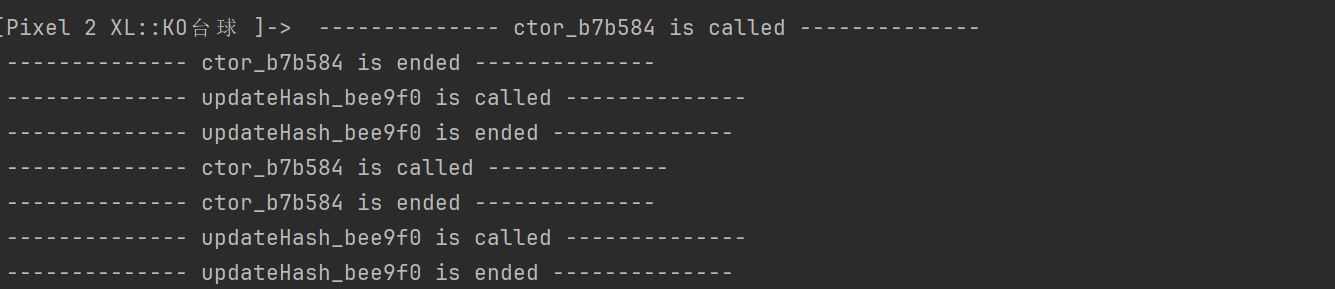 [Pixel 2 XL::KO台球 ]->  -------------- ctor_b7b584 is called --------------
-------------- ctor_b7b584 is ended --------------
-------------- updateHash_bee9f0 is called --------------
-------------- updateHash_bee9f0 is ended --------------
-------------- ctor_b7b584 is called --------------
-------------- ctor_b7b584 is ended --------------
-------------- updateHash_bee9f0 is called --------------
-------------- updateHash_bee9f0 is ended --------------